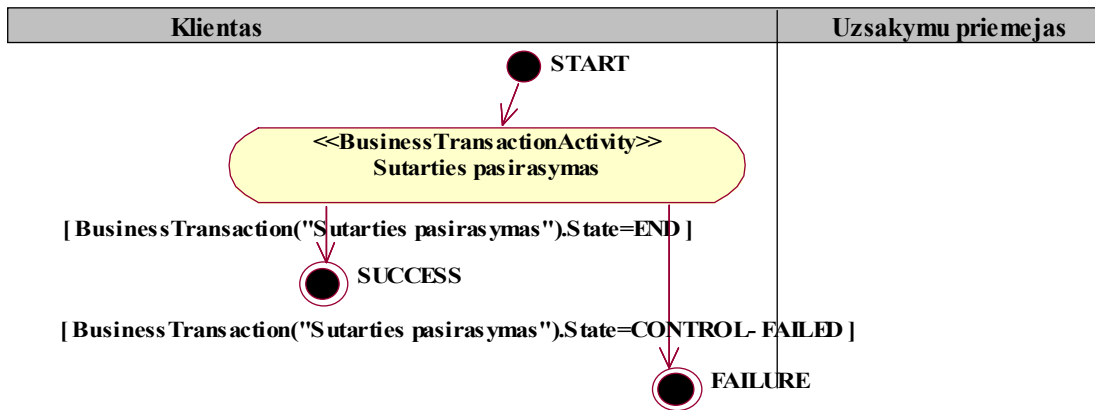 Klientas
Uzsakymu priemejas
START
<<BusinessTransactionActivity>>
Sutarties pasirasymas
[ BusinessTransaction("Sutarties pasirasymas").State=END ]
SUCCESS
[ BusinessTransaction("Sutarties pasirasymas").State=CONTROL- FAILED ]
FAILURE